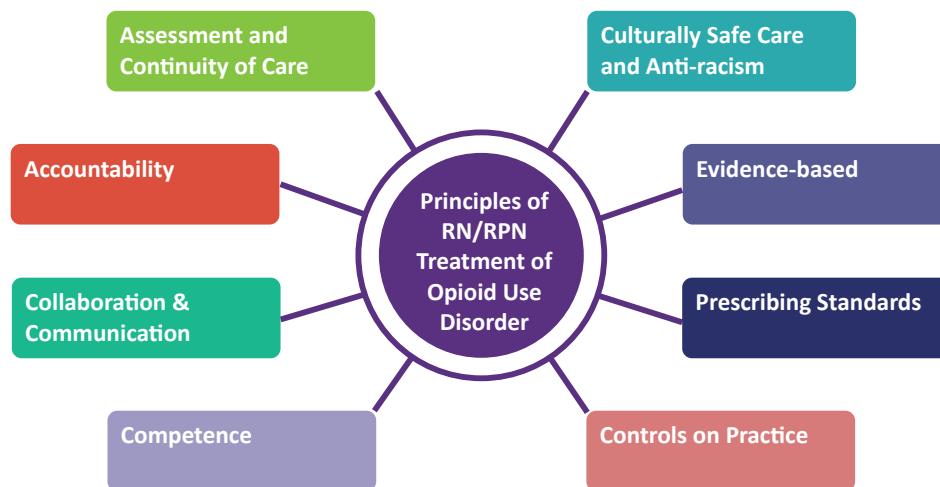 Assessment and
Continuity of Care
Culturally Safe Care
and Anti-racism
Accountability
Evidence-based
Principles of
RN/RPN
Treatment of
Opioid Use
Disorder
Collaboration &
Communication
Prescribing Standards
Competence
Controls on Practice